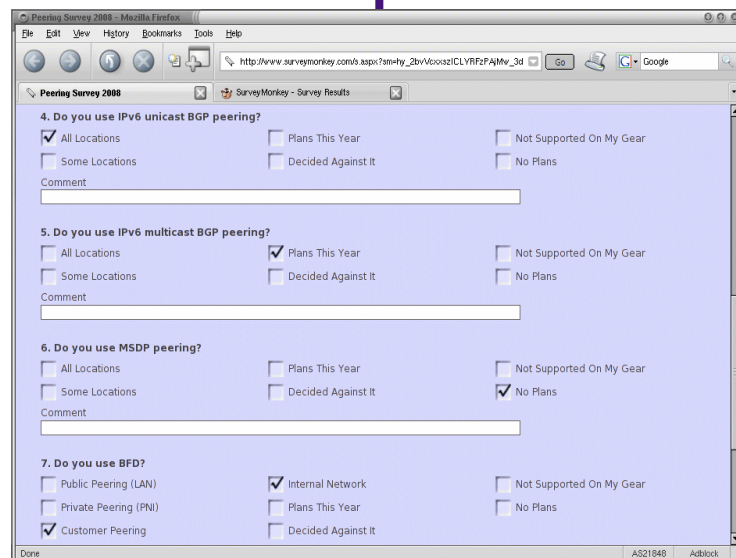 Peering Survey 2008 - Mozilla Firefox
File Edit View History Bookmarks Tools Help
http://www.surveymonkey.com/s.aspx?sm=hy_2bvVcxxszICLYRFzPAjMw_3d Go Google
Peering Survey 2008 SurveyMonkey - Survey Results
4. Do you use IPv6 unicast BGP peering?
All Locations Plans This Year Not Supported On My Gear
Some Locations Decided Against It No Plans
Comment
5. Do you use IPv6 multicast BGP peering?
All Locations Plans This Year Not Supported On My Gear
Some Locations Decided Against It No Plans
Comment
6. Do you use MSDP peering?
All Locations Plans This Year Not Supported On My Gear
Some Locations Decided Against It No Plans
Comment
7. Do you use BFD?
Public Peering (LAN) Internal Network Not Supported On My Gear
Private Peering (PNI) Plans This Year No Plans
Customer Peering Decided Against It
Done AS21848 Adblock